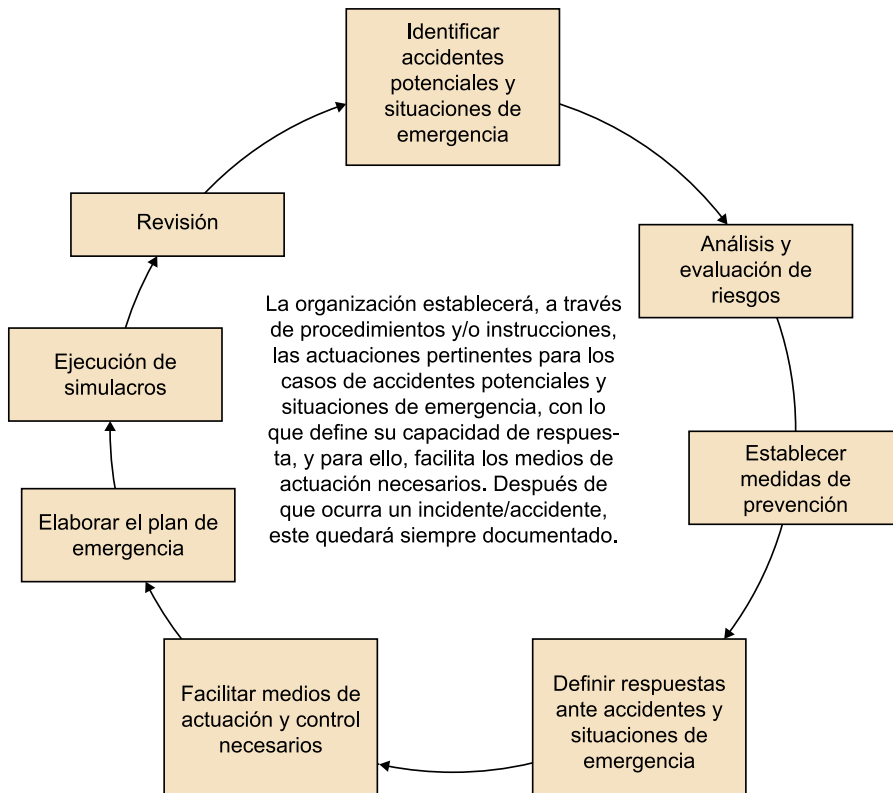 Identificar
accidentes
potenciales y
situaciones de
emergencia
Análisis y
evaluación de
riesgos
Establecer
medidas de
prevención
Definir respuestas
ante accidentes y
situaciones de
emergencia
Facilitar medios de
actuación y control
necesarios
Elaborar el plan de
emergencia
Ejecución de
simulacros
Revisión
La organización establecerá, a través
de procedimientos y/o instrucciones,
las actuaciones pertinentes para los
casos de accidentes potenciales y
situaciones de emergencia, con lo
que define su capacidad de respues-
ta, y para ello, facilita los medios de
actuación necesarios. Después de
que ocurra un incidente/accidente,
este quedará siempre documentado.